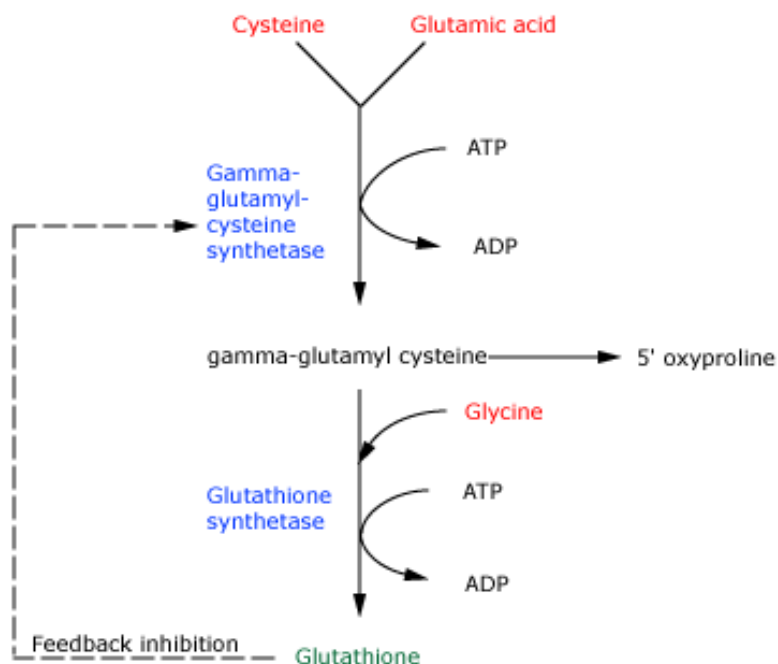 Cysteine
Glutamic acid
ATP
Gamma-
glutamyl-
cysteine
synthetase
ADP
gamma-glutamyl cysteine
5' oxyproline
Glycine
Glutathione
synthetase
ATP
ADP
Feedback inhibition
Glutathione